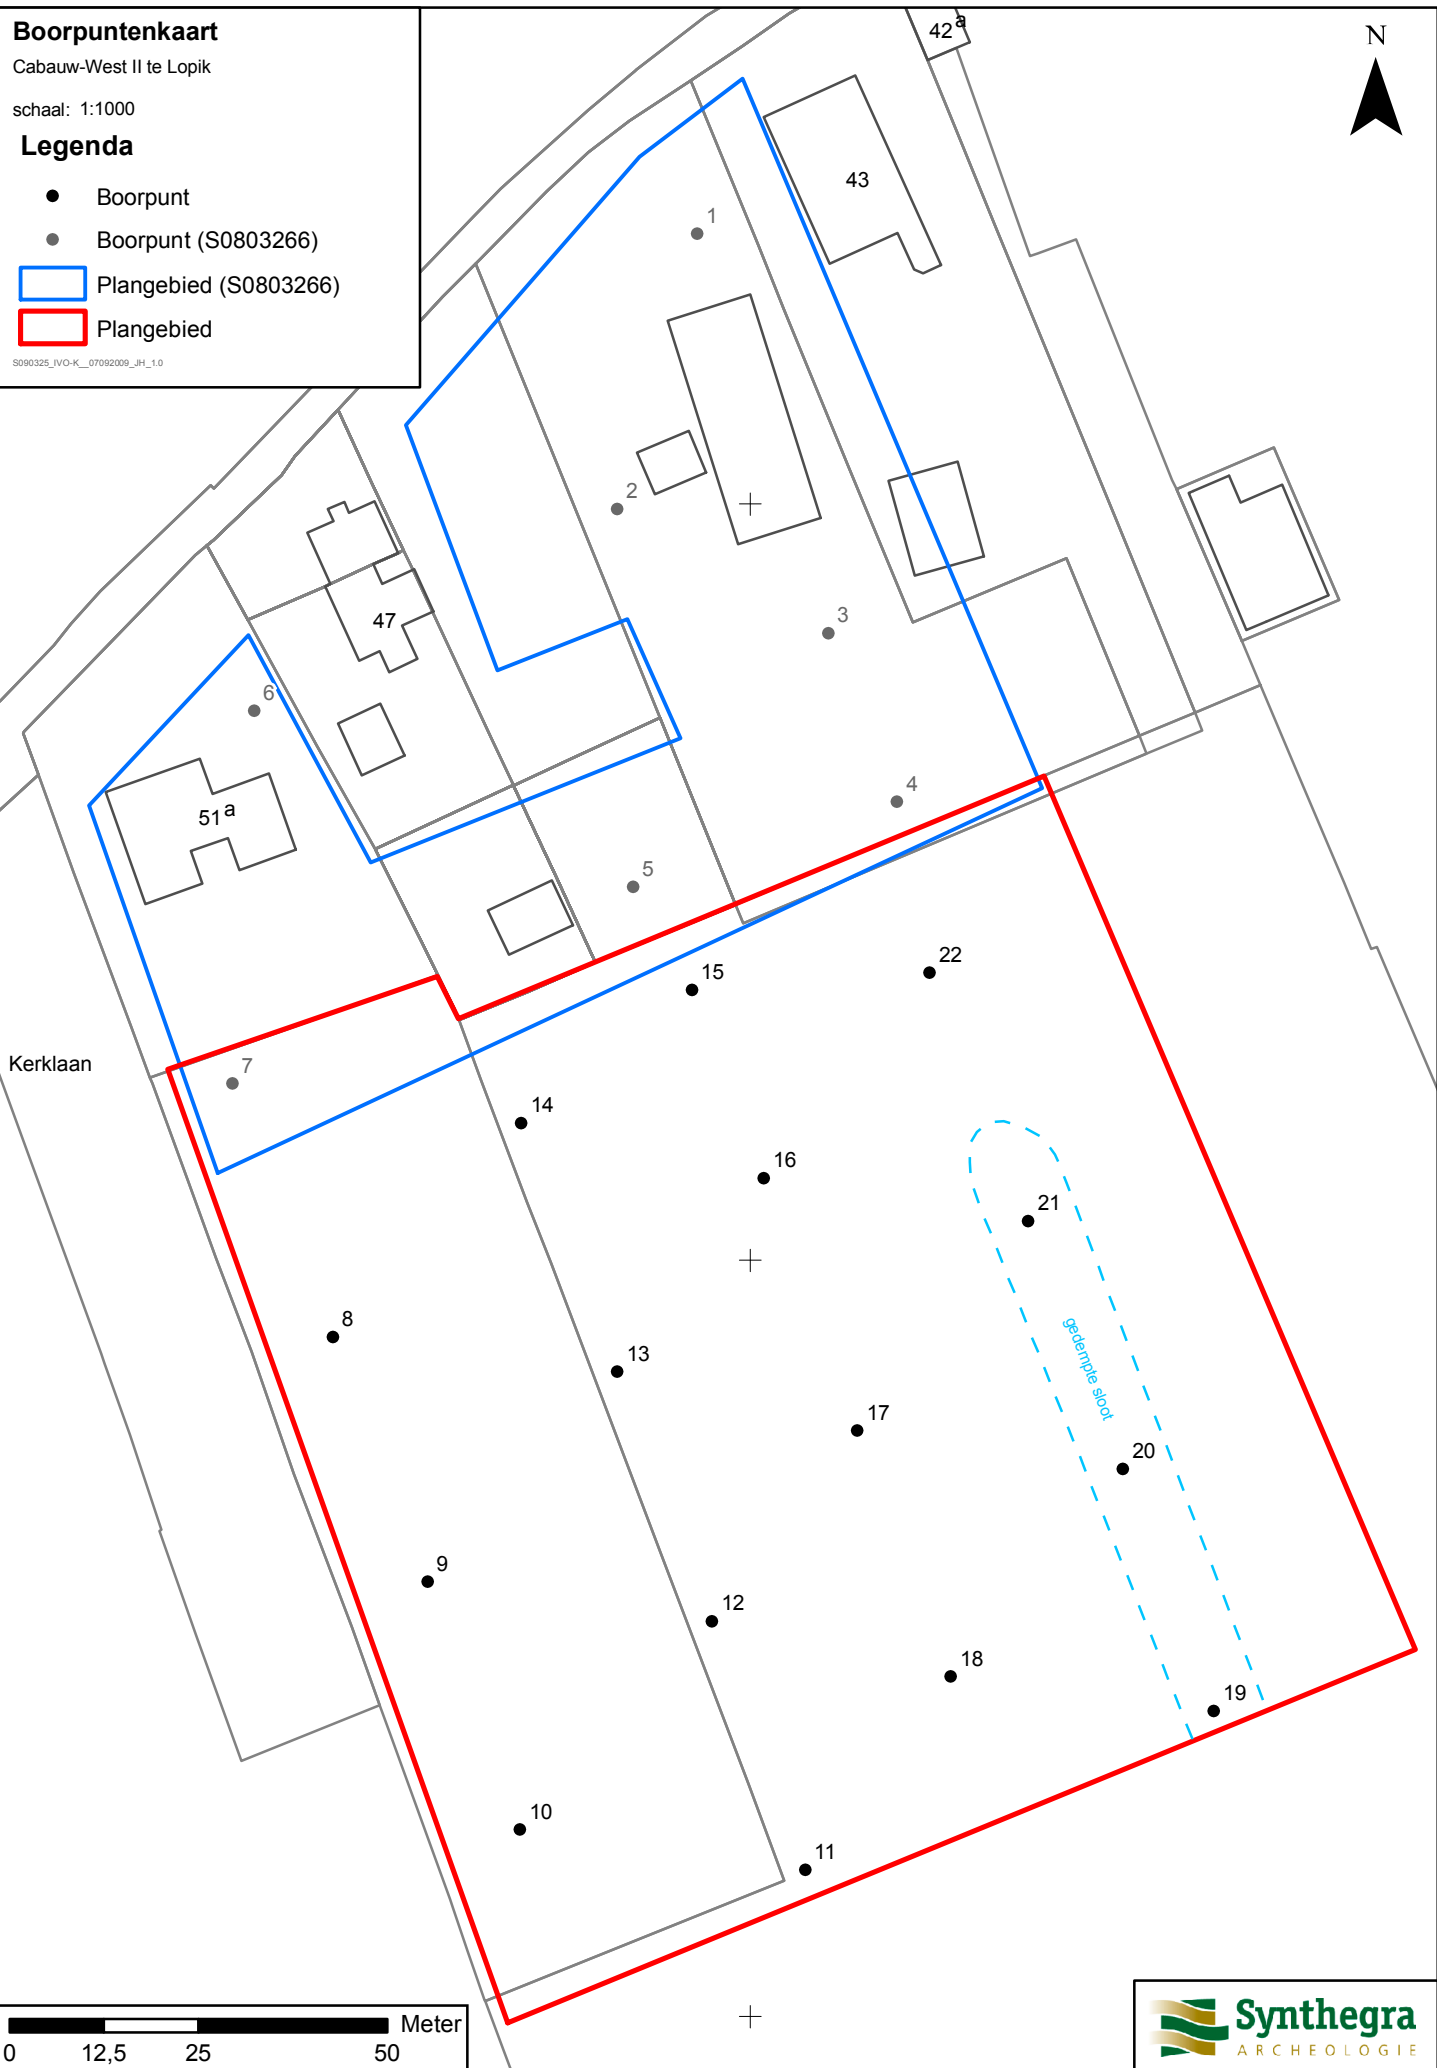 Boorpuntenkaart
Cabauw-West II te Lopik
schaal: 1:1000
Legenda
Boorpunt
Boorpunt (S0803266)
Plangebied (S0803266)
Plangebied
S090325_IVO-K__07092009_JH_1.0
N
42a
43
1
2
47
3
6
51a
4
5
22
15
Kerklaan
7
14
16
21
8
gedempte sloot
13
17
20
9
12
18
19
10
11
Meter
0 12,5 25 50
Synthegra
ARCHEOLOGIE